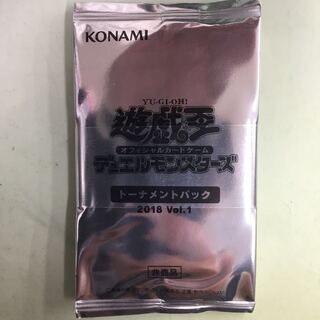 KONAMI
YU-GI-OH!
遊戯王
オフィシャルカードゲーム
デュエルモンスターズ
トーナメントパック
2018 Vol.1
非売品